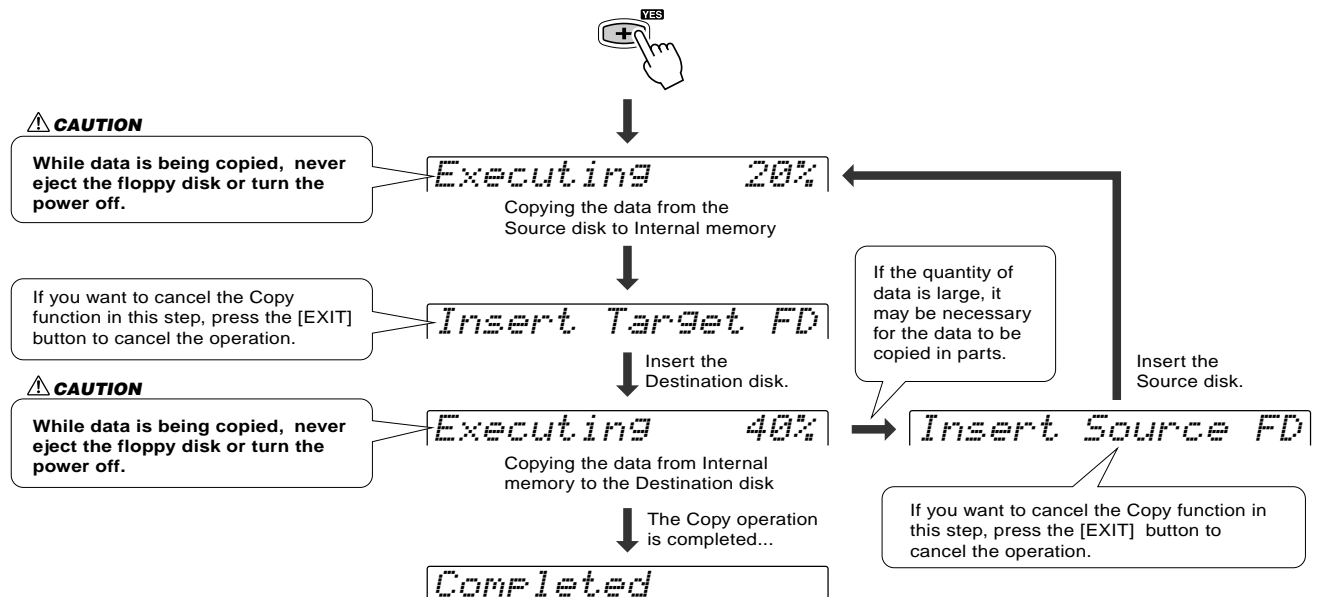 YES
+
CAUTION
While data is being copied, never
eject the floppy disk or turn the
power off.
Executing 20%
Copying the data from the
Source disk to Internal memory
If you want to cancel the Copy
function in this step, press the [EXIT]
button to cancel the operation.
Insert Target FD
If the quantity of
data is large, it
may be necessary
for the data to be
copied in parts.
Insert the
Destination disk.
Insert the
Source disk.
CAUTION
While data is being copied, never
eject the floppy disk or turn the
power off.
Executing 40%
Insert Source FD
Copying the data from Internal
memory to the Destination disk
If you want to cancel the Copy function in
this step, press the [EXIT] button to
cancel the operation.
The Copy operation
is completed...
Completed